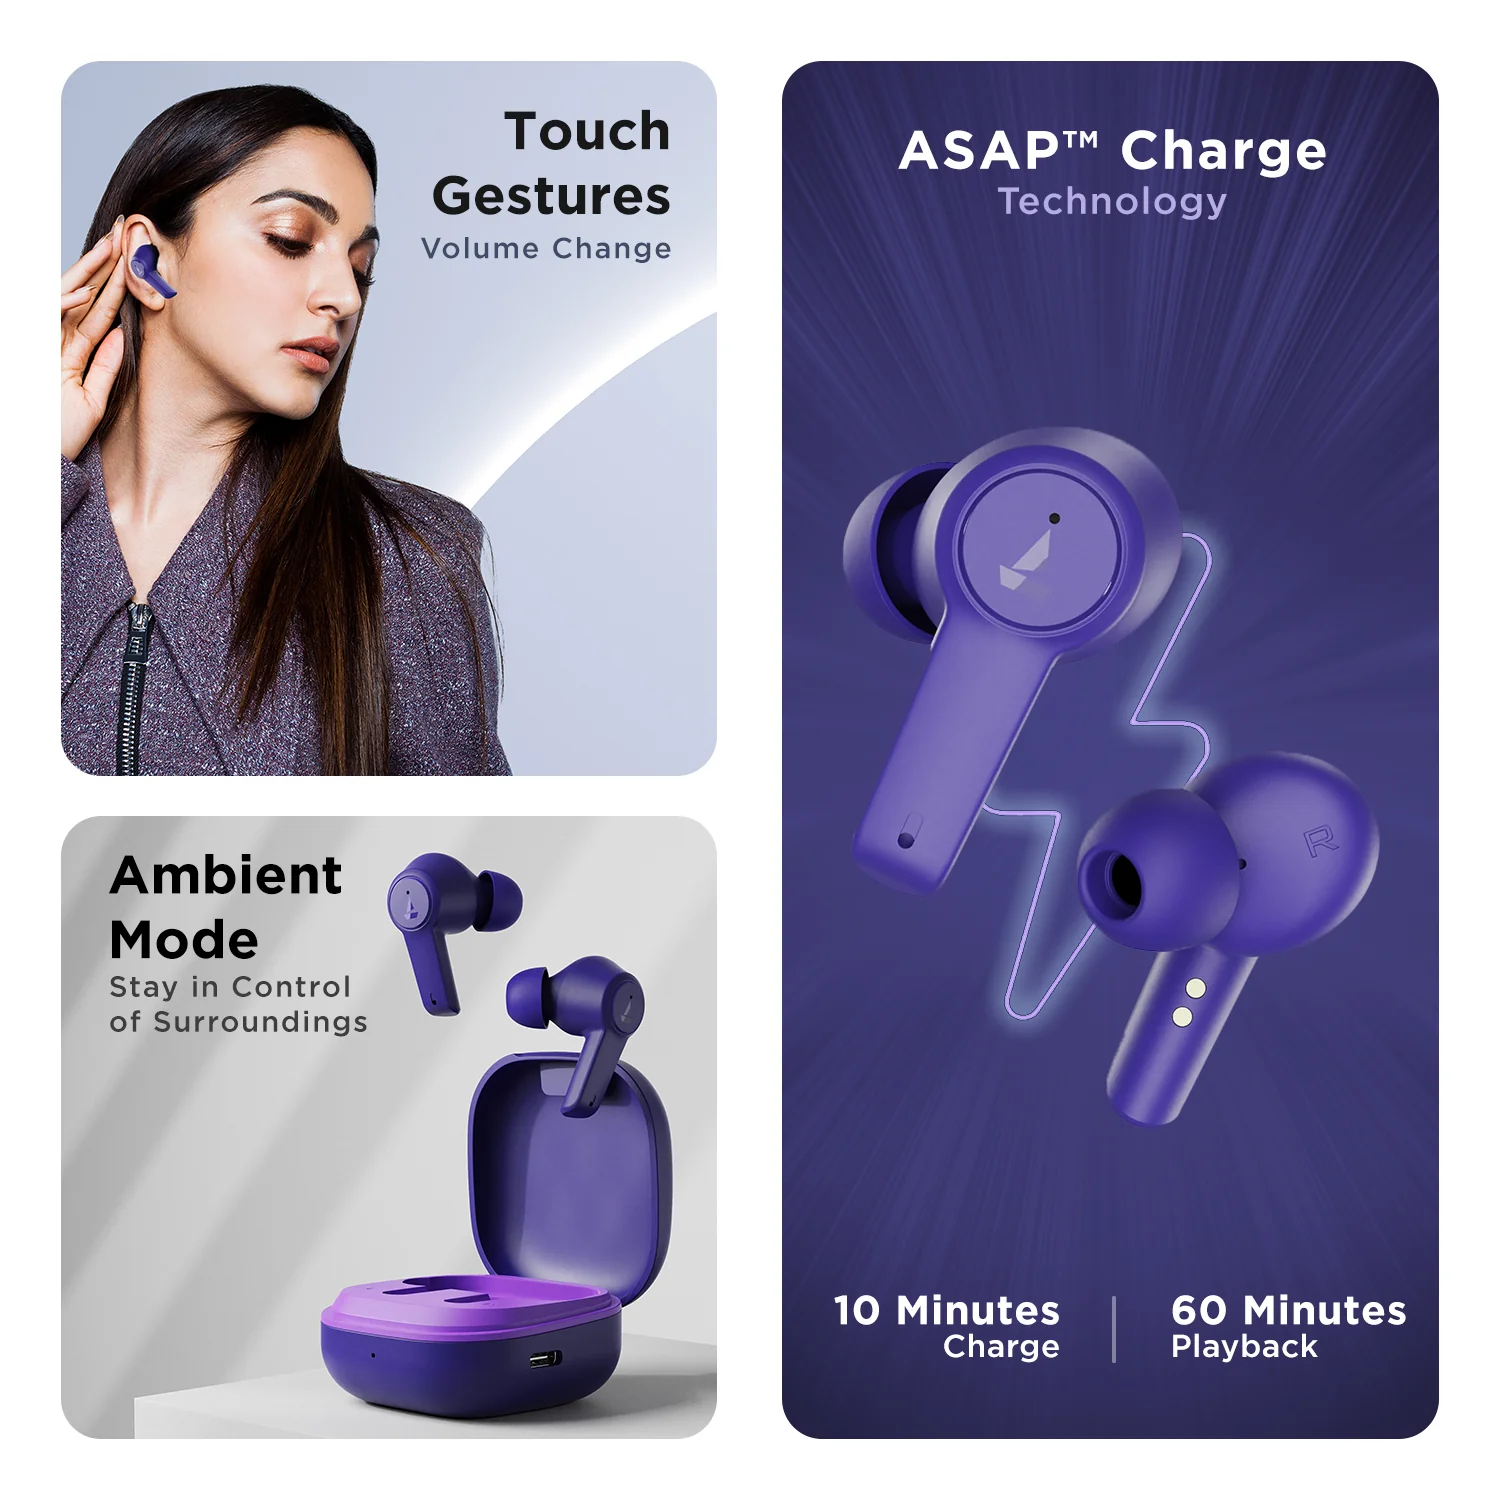 Touch
Gestures
Volume Change
Ambient
Mode
Stay in Control
of Surroundings
ASAP™ Charge
Technology
R
10 Minutes
Charge
60 Minutes
Playback